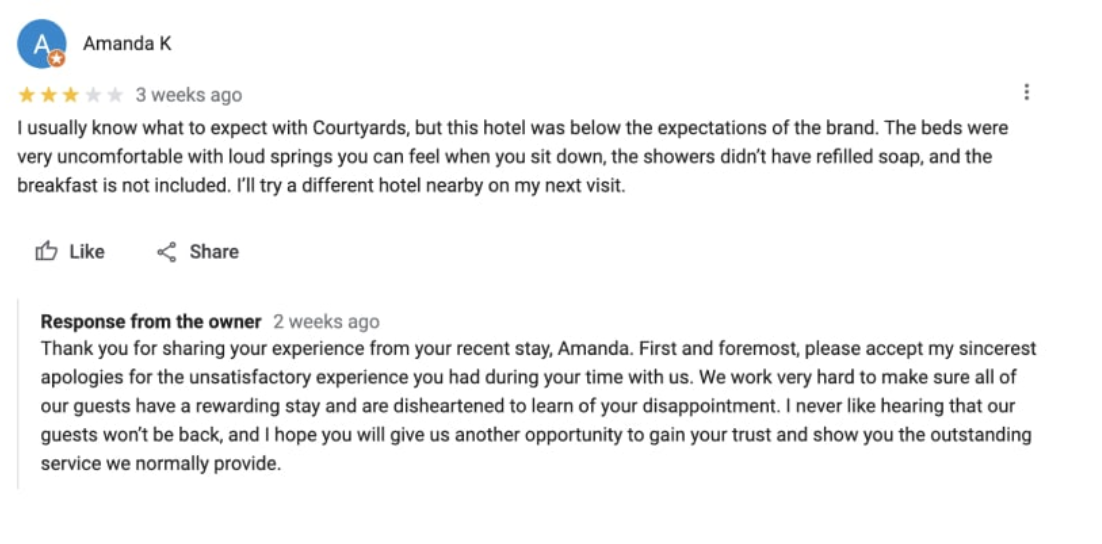 A
Amanda K
3 weeks ago
I usually know what to expect with Courtyards, but this hotel was below the expectations of the brand. The beds were
very uncomfortable with loud springs you can feel when you sit down, the showers didn't have refilled soap, and the
breakfast is not included. I'll try a different hotel nearby on my next visit.
Like Share
Response from the owner 2 weeks ago
Thank you for sharing your experience from your recent stay, Amanda. First and foremost, please accept my sincerest
apologies for the unsatisfactory experience you had during your time with us. We work very hard to make sure all of
our guests have a rewarding stay and are disheartened to learn of your disappointment. I never like hearing that our
guests won't be back, and I hope you will give us another opportunity to gain your trust and show you the outstanding
service we normally provide.